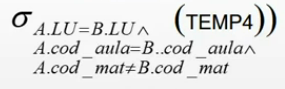 σ A.LU=B.LU∧ (TEMP4))
A.cod_aula=B..cod_aula∧
A.cod_mat≠B.cod_mat